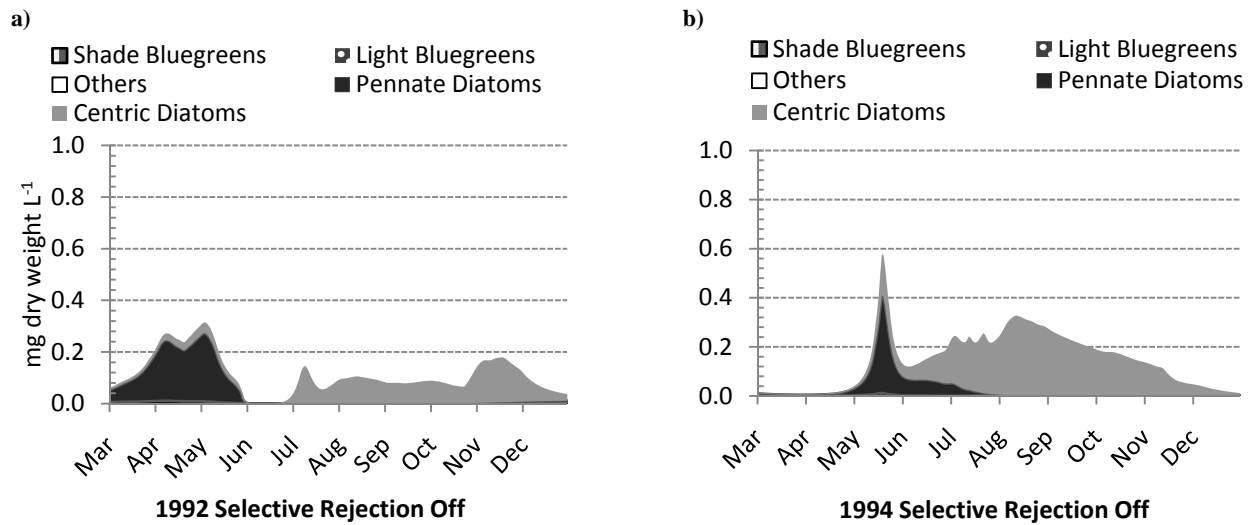 a)
Shade Bluegreens Light Bluegreens
Others Pennate Diatoms
Centric Diatoms
mg dry weight L-1
1.0
0.8
0.6
0.4
0.2
0.0
Mar Apr May Jun Jul Aug Sep Oct Nov Dec
1992 Selective Rejection Off
b)
Shade Bluegreens Light Bluegreens
Others Pennate Diatoms
Centric Diatoms
1.0
0.8
0.6
0.4
0.2
0.0
Mar Apr May Jun Jul Aug Sep Oct Nov Dec
1994 Selective Rejection Off